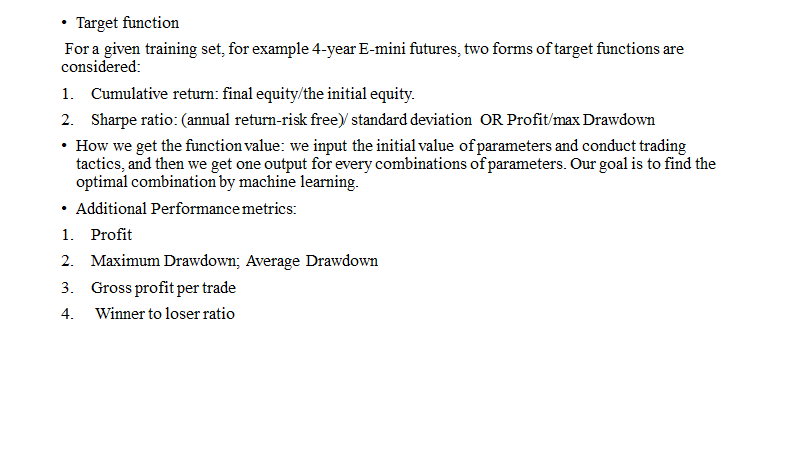 • Target function
For a given training set, for example 4-year E-mini futures, two forms of target functions are
considered:
1. Cumulative return: final equity/the initial equity.
2. Sharpe ratio: (annual return-risk free)/ standard deviation OR Profit/max Drawdown
• How we get the function value: we input the initial value of parameters and conduct trading
tactics, and then we get one output for every combinations of parameters. Our goal is to find the
optimal combination by machine learning.
• Additional Performance metrics:
1. Profit
2. Maximum Drawdown; Average Drawdown
3. Gross profit per trade
4. Winner to loser ratio